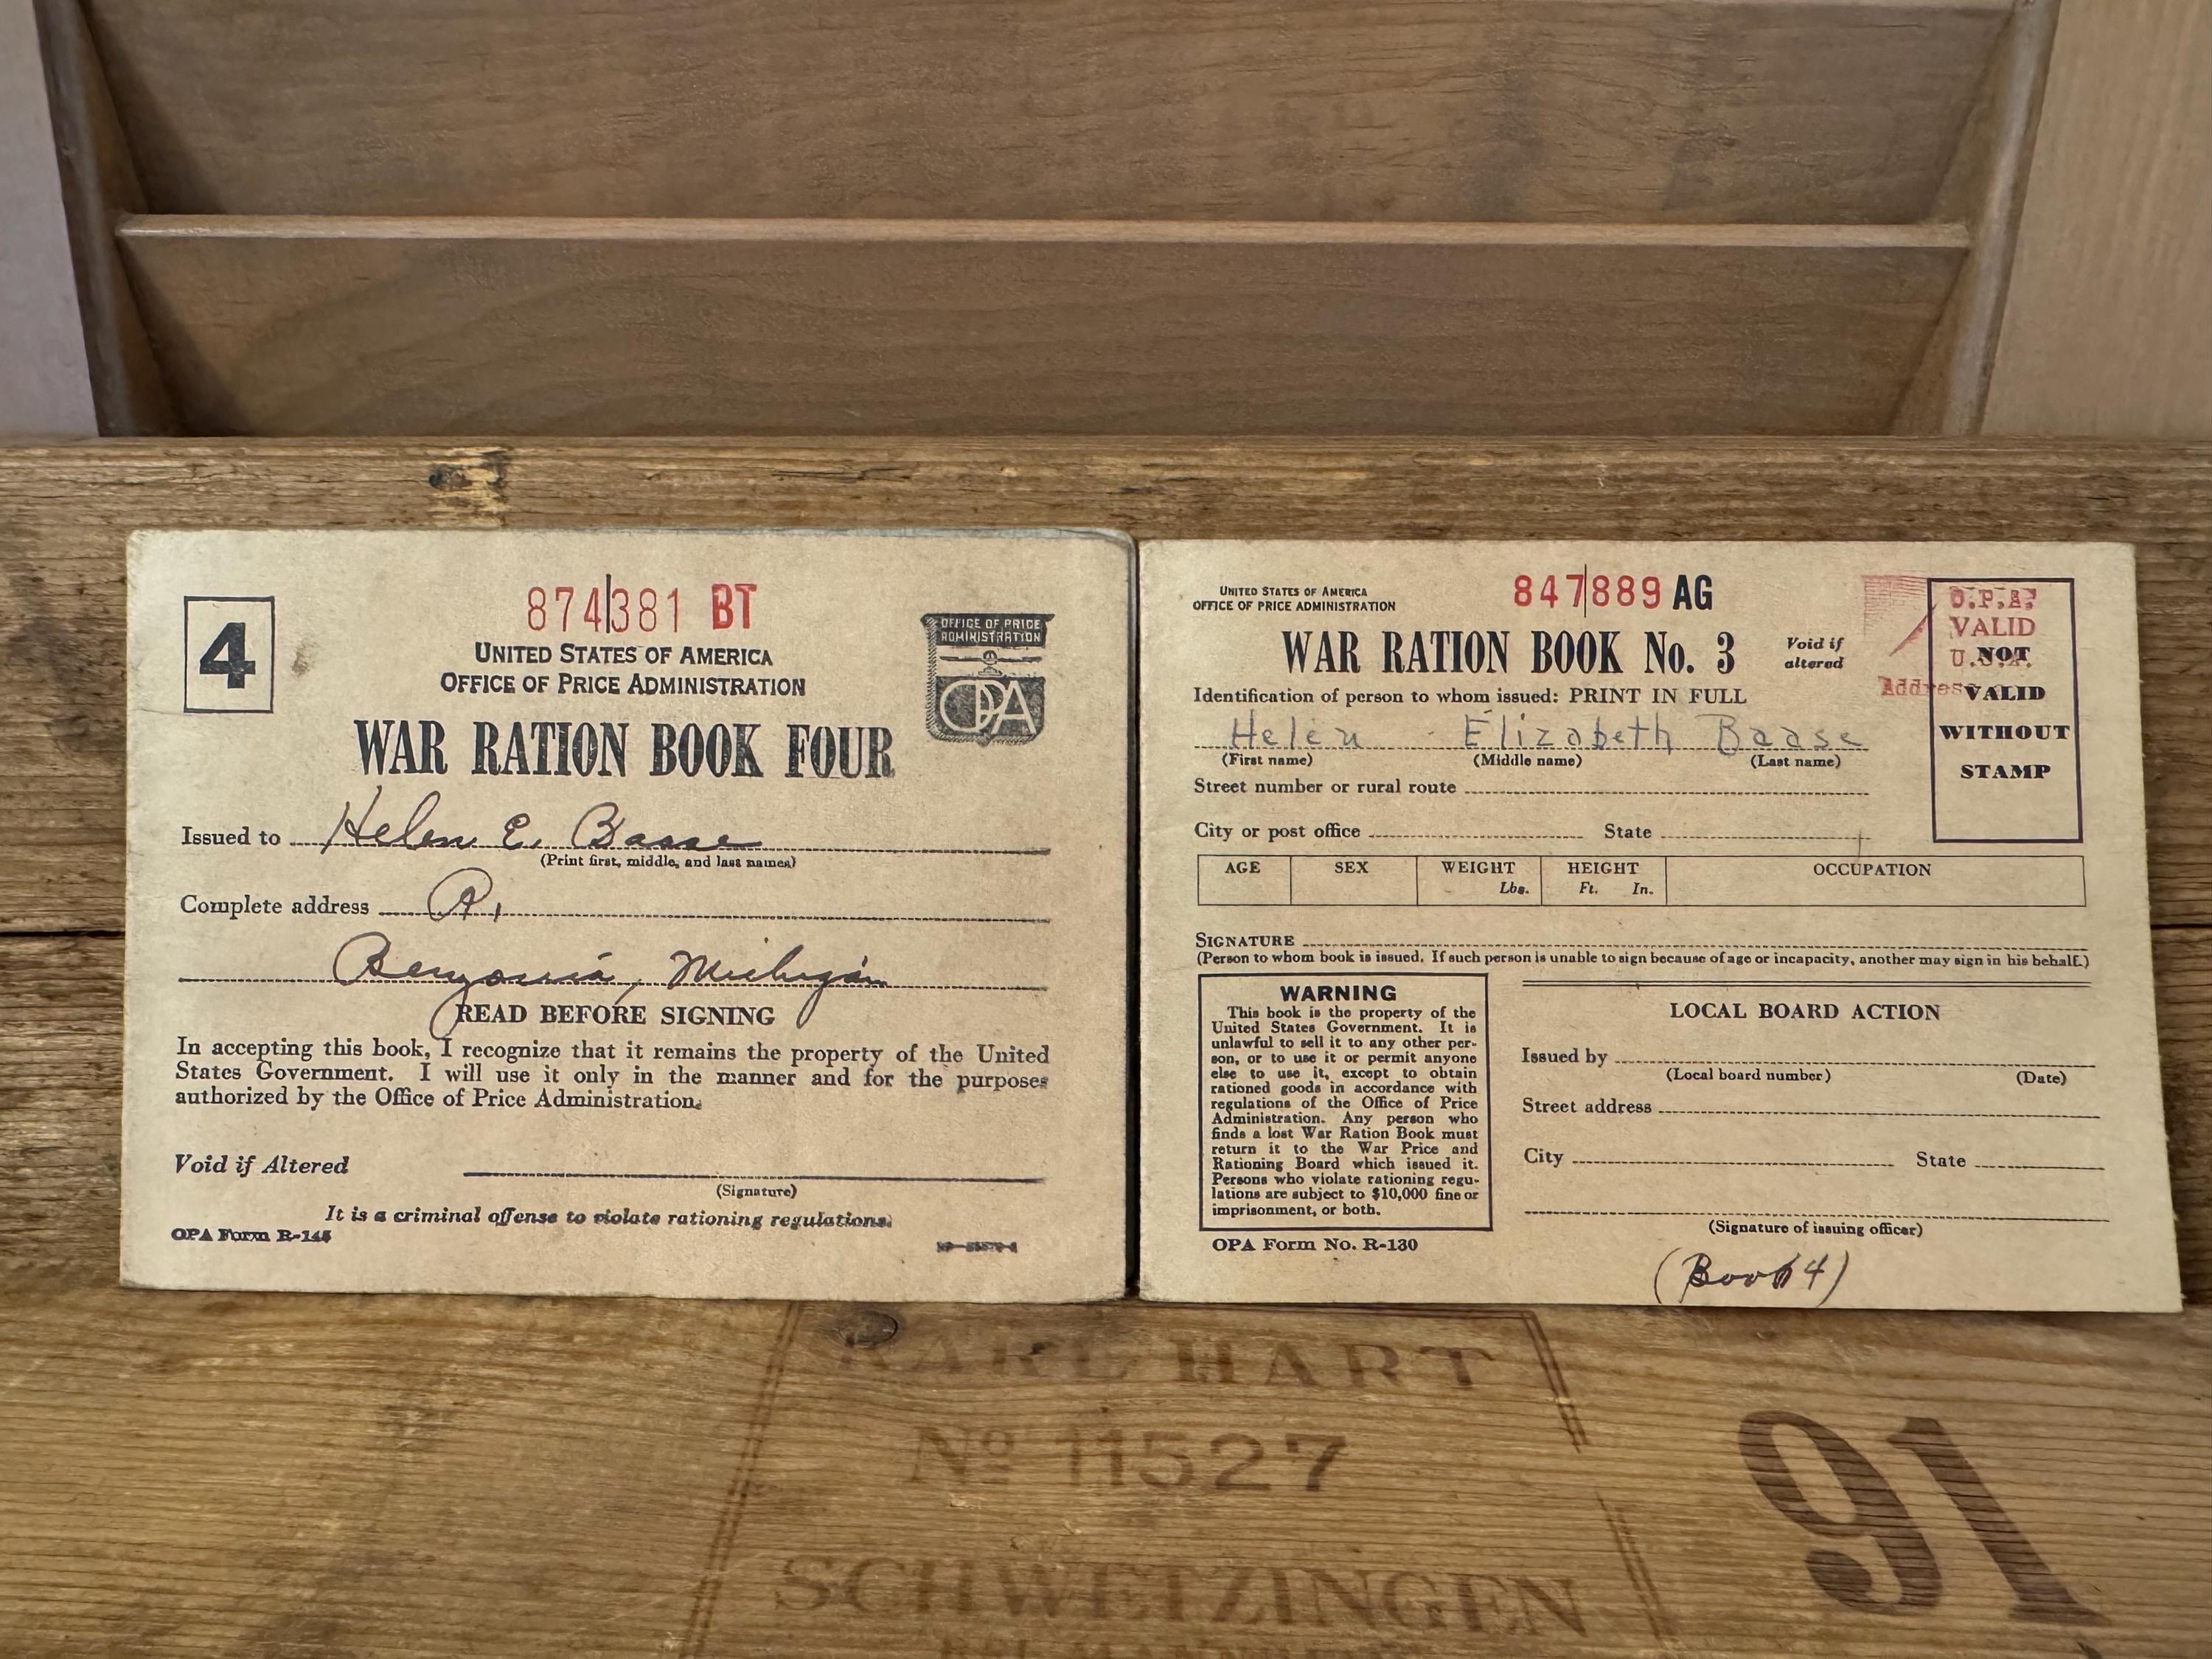 4
874381 BT
UNITED STATES OF AMERICA
OFFICE OF PRICE ADMINISTRATION
OFFICE OF PRICE
ADMINISTRATION
OPA
WAR RATION BOOK FOUR
Issued to Helen E. Baase
(Print first, middle, and last names)
Complete address R,
Benzonia, Michigan
READ BEFORE SIGNING
In accepting this book, I recognize that it remains the property of the United
States Government. I will use it only in the manner and for the purposes
authorized by the Office of Price Administration.
Void if Altered
(Signature)
It is a criminal offense to violate rationing regulations.
OPA Form R-145
UNITED STATES OF AMERICA
OFFICE OF PRICE ADMINISTRATION
847889 AG
WAR RATION BOOK No. 3
Void if
altered
Identification of person to whom issued: PRINT IN FULL
Helen Elizabeth Baase
(First name) (Middle name) (Last name)
Street number or rural route
City or post office State
O.P.A.
VALID
U.S.A.
Address
NOT
VALID
WITHOUT
STAMP
AGE SEX WEIGHT HEIGHT OCCUPATION
Lbs. Ft. In.
SIGNATURE
(Person to whom book is issued. If such person is unable to sign because of age or incapacity, another may sign in his behalf.)
WARNING
This book is the property of the
United States Government. It is
unlawful to sell it to any other per-
son, or to use it or permit anyone
else to use it, except to obtain
rationed goods in accordance with
regulations of the Office of Price
Administration. Any person who
finds a lost War Ration Book must
return it to the War Price and
Rationing Board which issued it.
Persons who violate rationing regu-
lations are subject to $10,000 fine or
imprisonment, or both.
OPA Form No. R-130
LOCAL BOARD ACTION
Issued by
(Local board number) (Date)
Street address
City State
(Signature of issuing officer)
(Book 4)
KARL HART
No 11527
SCHWETZINGEN
91